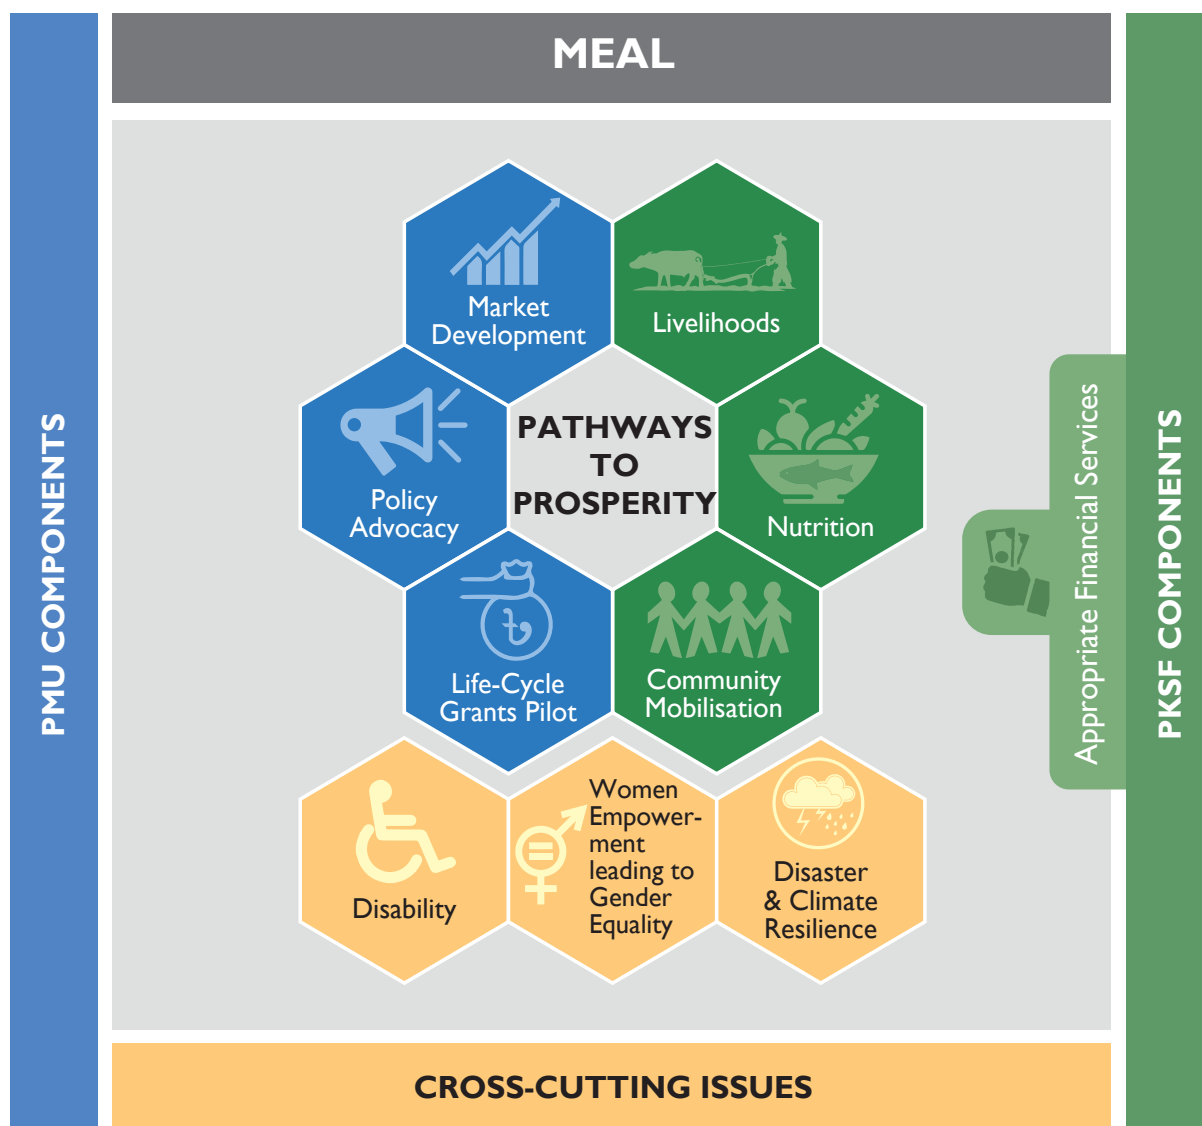 MEAL
PMU COMPONENTS
Market
Development
Livelihoods
Policy
Advocacy
PATHWAYS
TO
PROSPERITY
Nutrition
Life-Cycle
Grants Pilot
Community
Mobilisation
Appropriate Financial Services
PKSF COMPONENTS
Disability
Women
Empower-
ment
leading to
Gender
Equality
Disaster
& Climate
Resilience
CROSS-CUTTING ISSUES
৳